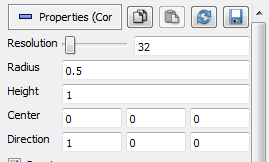 Properties (Cor
Resolution 32
Radius 0.5
Height 1
Center 0 0 0
Direction 1 0 0